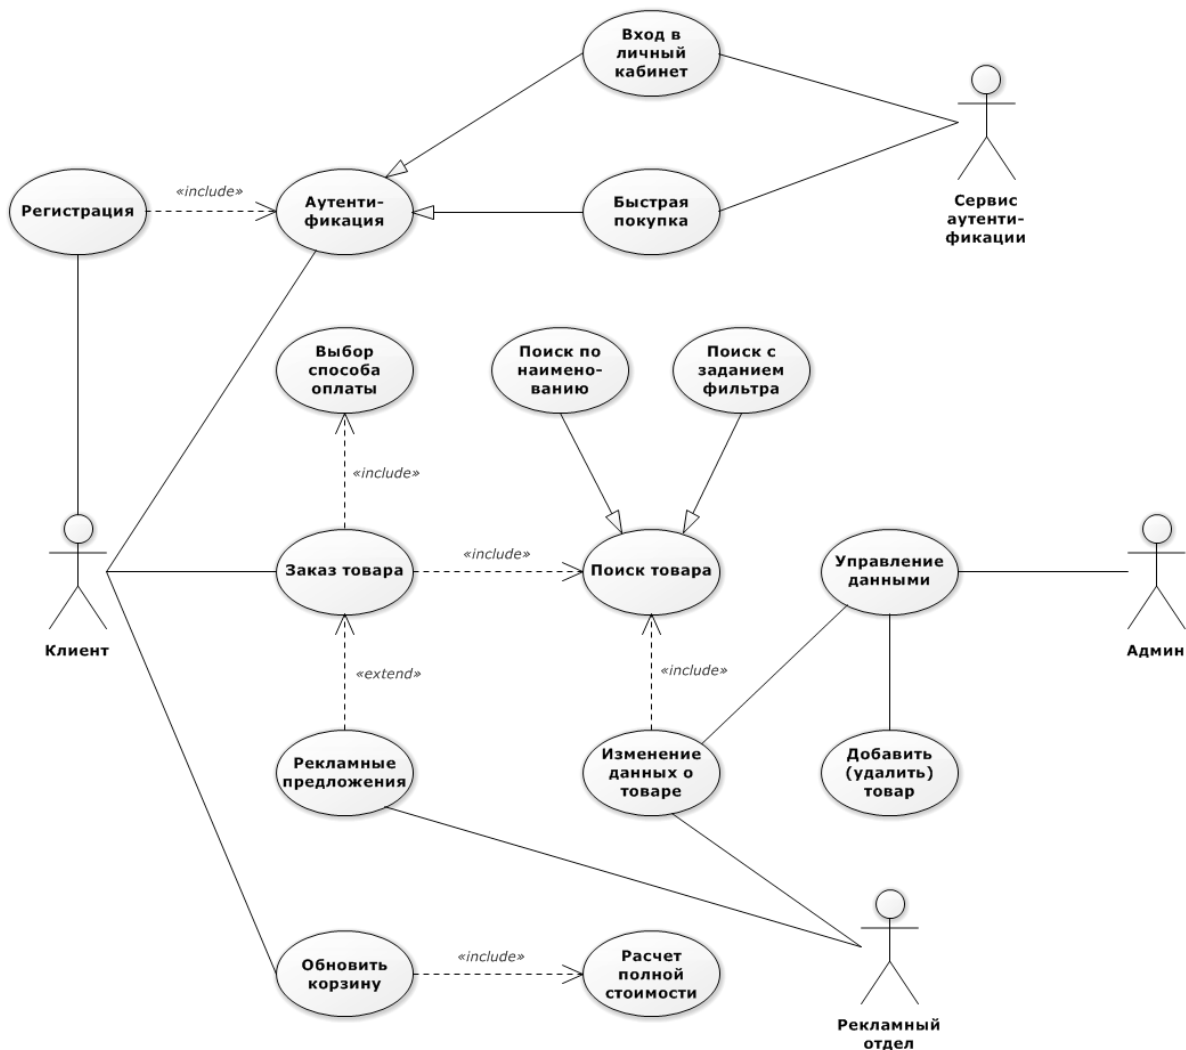 Вход в
личный
кабинет
Сервис
аутенти-
фикации
Регистрация
«include»
Аутенти-
фикация
Быстрая
покупка
Выбор
способа
оплаты
Поиск по
наимено-
ванию
Поиск с
заданием
фильтра
«include»
Клиент
Заказ товара
«include»
Поиск товара
Управление
данными
Админ
«extend»
«include»
Рекламные
предложения
Изменение
данных о
товаре
Добавить
(удалить)
товар
Обновить
корзину
«include»
Расчет
полной
стоимости
Рекламный
отдел